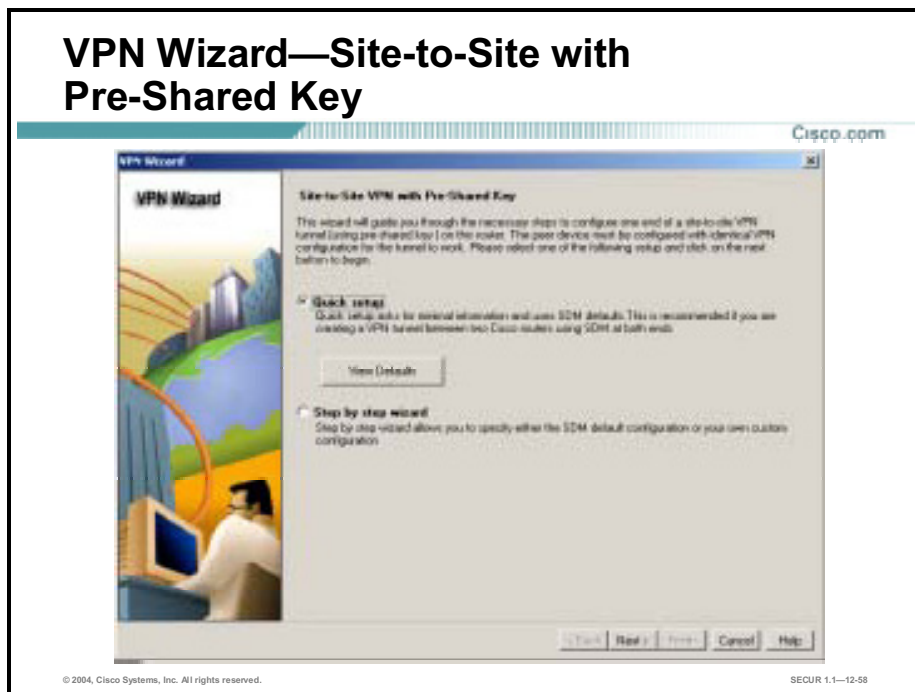 VPN Wizard—Site-to-Site with
Pre-Shared Key
Cisco.com
VPN Wizard
VPN Wizard
Site-to-Site VPN with Pre-Shared Key
This wizard will guide you through the necessary steps to configure one end of a site-to-site VPN
tunnel (using pre-shared key) on the router. The peer device must be configured with identical VPN
configuration for the tunnel to work. Please select one of the following setup and click on the next
button to begin.
Quick setup
Quick setup asks for minimal information and uses SDM defaults. This is recommended if you are
creating a VPN tunnel between two Cisco routers using SDM at both ends.
View Defaults
Step by step wizard
Step by step wizard allows you to specify either the SDM default configuration or your own custom
configuration
< Back Next > Finish Cancel Help
© 2004, Cisco Systems, Inc. All rights reserved.
SECUR 1.1—12-58